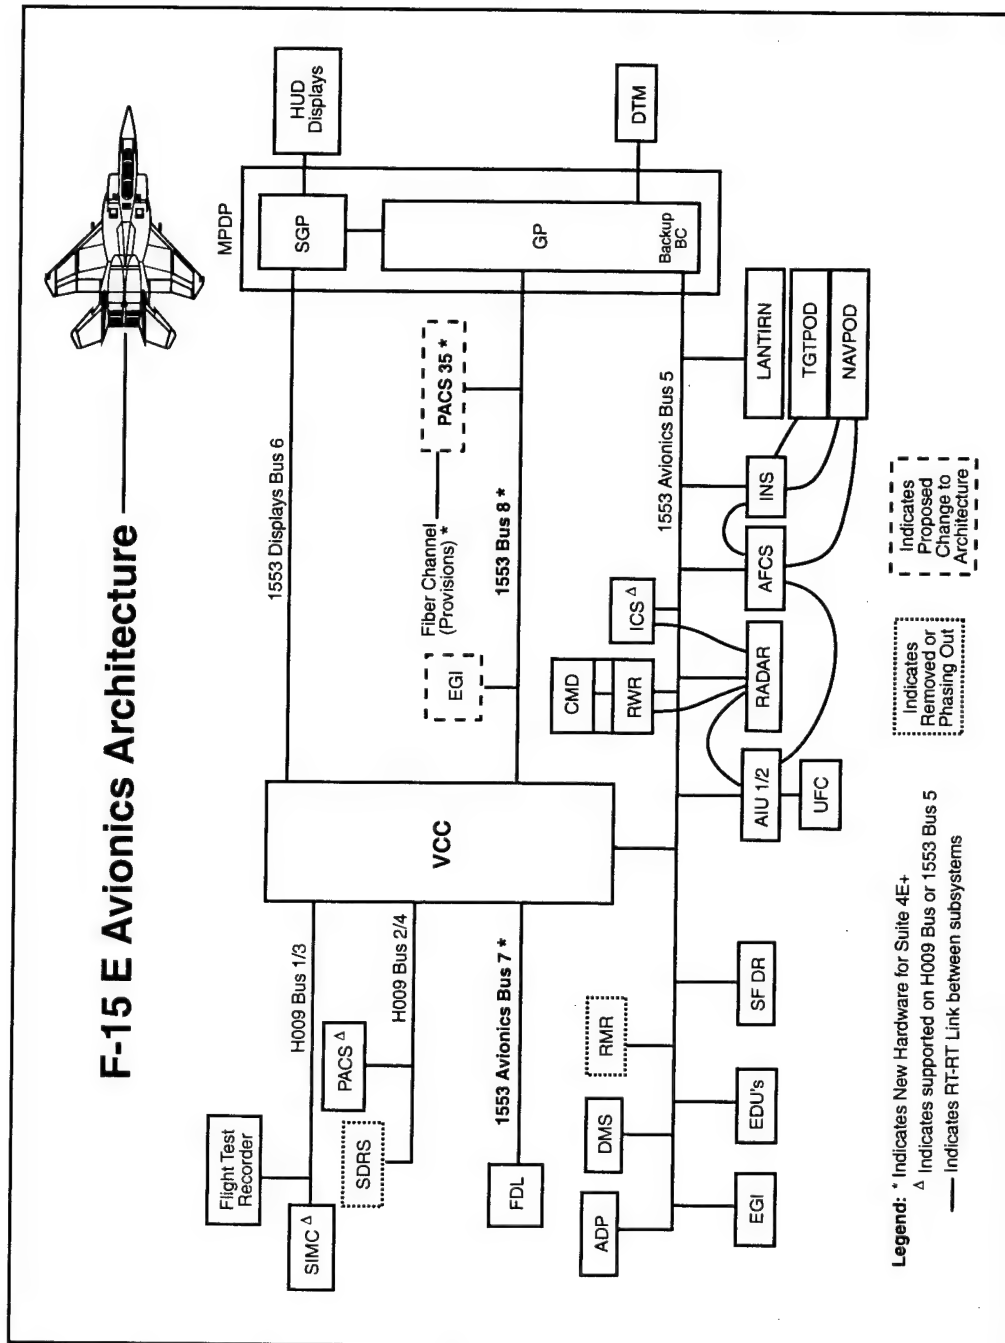 F-15 E Avionics Architecture
Flight Test
Recorder
SIMC Δ
H009 Bus 1/3
SDRS
PACS Δ
H009 Bus 2/4
FDL
1553 Avionics Bus 7 *
VCC
1553 Displays Bus 6
EGI
Fiber Channel
(Provisions) *
PACS 35 *
1553 Bus 8 *
MPDP
SGP
HUD
Displays
GP
Backup
BC
DTM
ADP
DMS
RMR
EGI
EDU's
SF DR
CMD
RWR
ICS Δ
1553 Avionics Bus 5
AIU 1/2
UFC
RADAR
AFCS
INS
LANTIRN
TGTPOD
NAVPOD
Legend: * Indicates New Hardware for Suite 4E+
Δ Indicates supported on H009 Bus or 1553 Bus 5
— Indicates RT-RT Link between subsystems
Indicates
Removed or
Phasing Out
Indicates
Proposed
Change to
Architecture